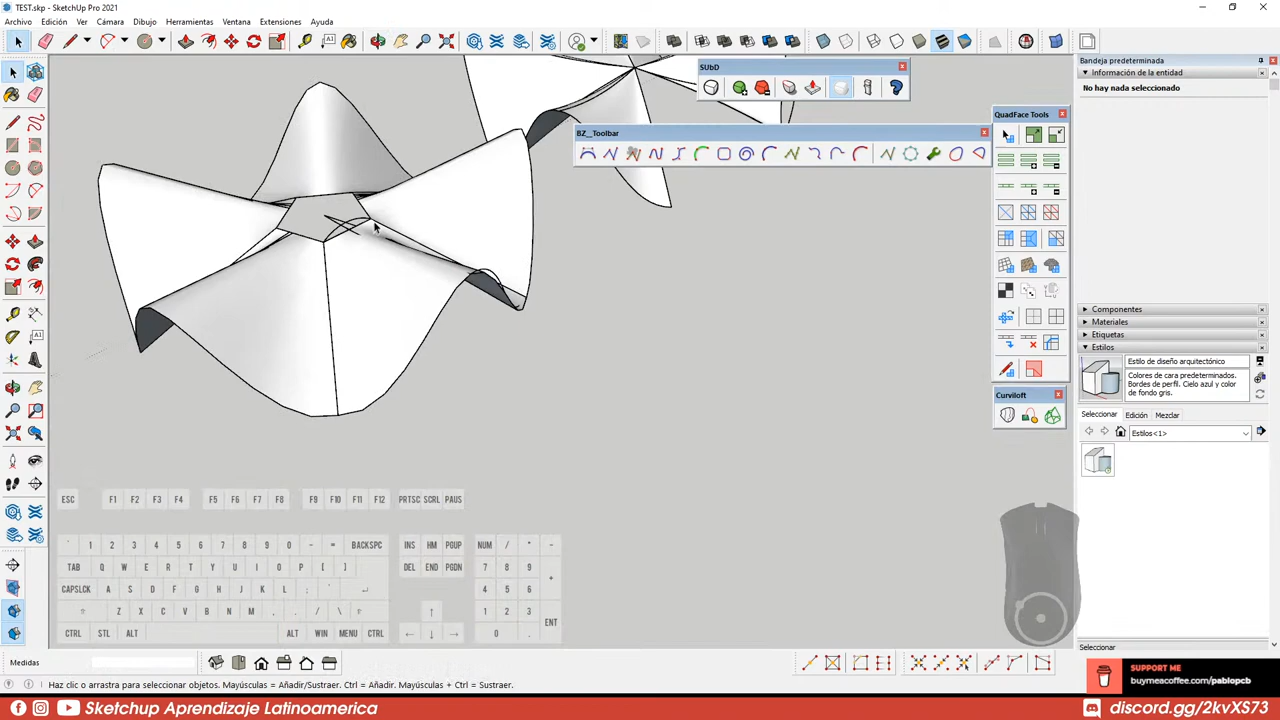 TEST.skp - SketchUp Pro 2021
Archivo Edición Ver Cámara Dibujo Herramientas Ventana Extensiones Ayuda
SUbD
BZ__Toolbar
QuadFace Tools
Curviloft
Bandeja predeterminada
Información de la entidad
No hay nada seleccionado
Componentes
Materiales
Etiquetas
Estilos
Estilo de diseño arquitectónico
Colores de cara predeterminados.
Bordes de perfil. Cielo azul y color
de fondo gris.
Seleccionar Edición Mezclar
Estilos<1>
ESC F1 F2 F3 F4 F5 F6 F7 F8 F9 F10 F11 F12 PRTSC SCRL PAUS
` 1 2 3 4 5 6 7 8 9 0 - = BACKSPC INS HM PGUP NUM / * -
TAB Q W E R T Y U I O P [ ] DEL END PGDN 7 8 9
+
CAPSLCK A S D F G H J K L ; ' ↵ 4 5 6
⇧ Z X C V B N M , . / \ ⇧ ↑ 1 2 3
ENT
CTRL STL ALT ALT WIN MENU CTRL ← ↓ → 0 .
Seleccionar
Medidas
Haz clic o arrastra para seleccionar objetos. Mayúsculas = Añadir/Sustraer. Ctrl = Añadir. Mayúsculas + Ctrl = Sustraer.
SUPPORT ME
buymeacoffee.com/pablopcb
Sketchup Aprendizaje Latinoamerica
discord.gg/2kvXS73